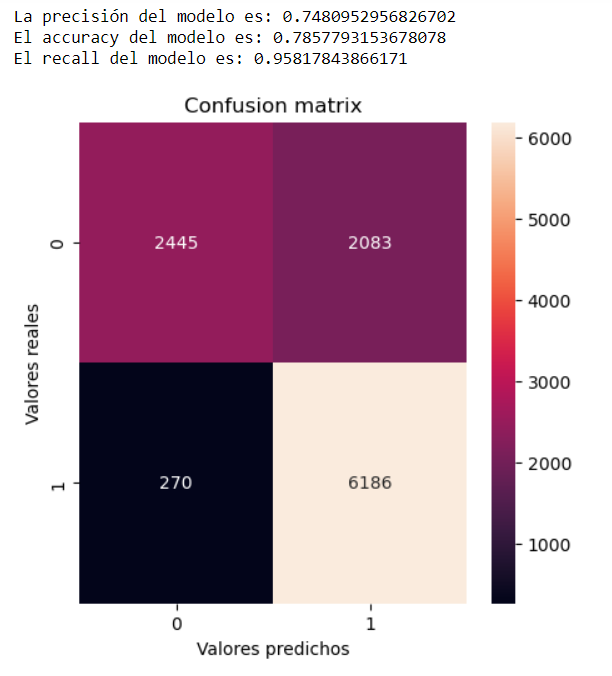 La precisión del modelo es: 0.7480952956826702
El accuracy del modelo es: 0.7857793153678078
El recall del modelo es: 0.95817843866171
Confusion matrix
6000
5000
4000
3000
2000
1000
0
2445
2083
Valores reales
1
270
6186
0
1
Valores predichos